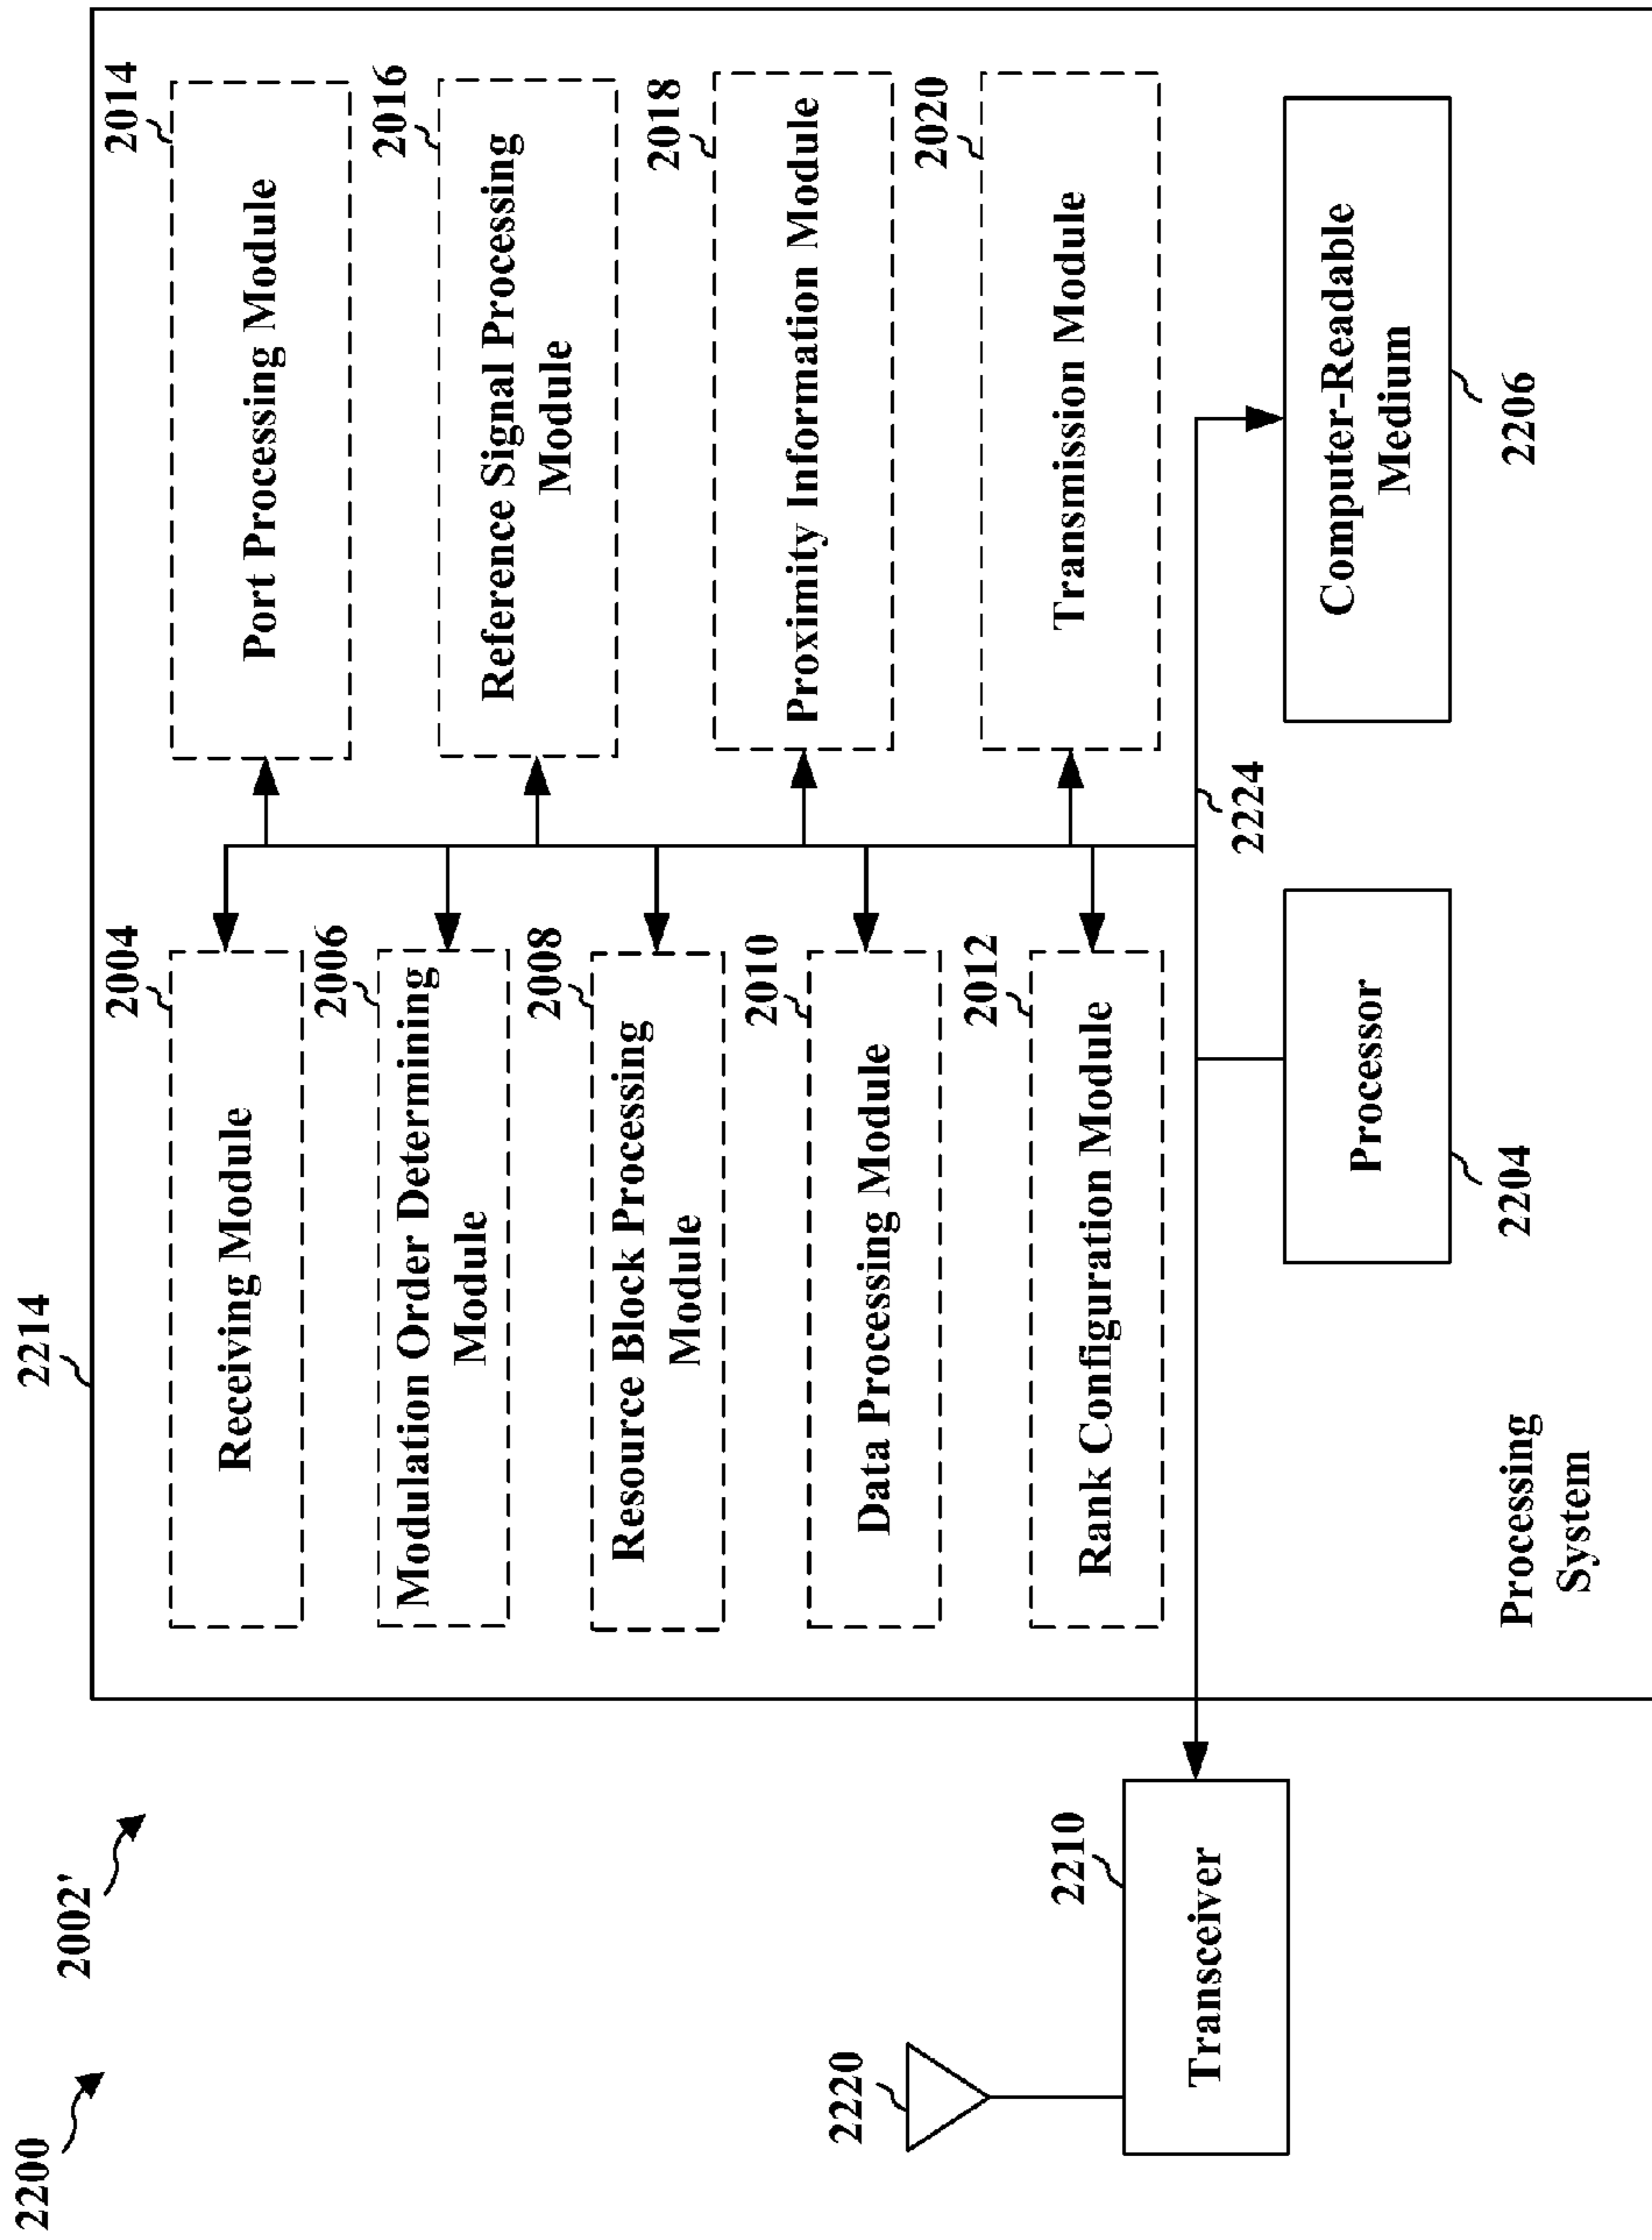 2200
2002'
2214
2004
Receiving Module
2006
Modulation Order Determining
Module
2008
Resource Block Processing
Module
2010
Data Processing Module
2012
Rank Configuration Module
2014
Port Processing Module
2016
Reference Signal Processing
Module
2018
Proximity Information Module
2020
Transmission Module
2224
2220
2210
Transceiver
Processor
2204
Computer-Readable
Medium
2206
Processing
System